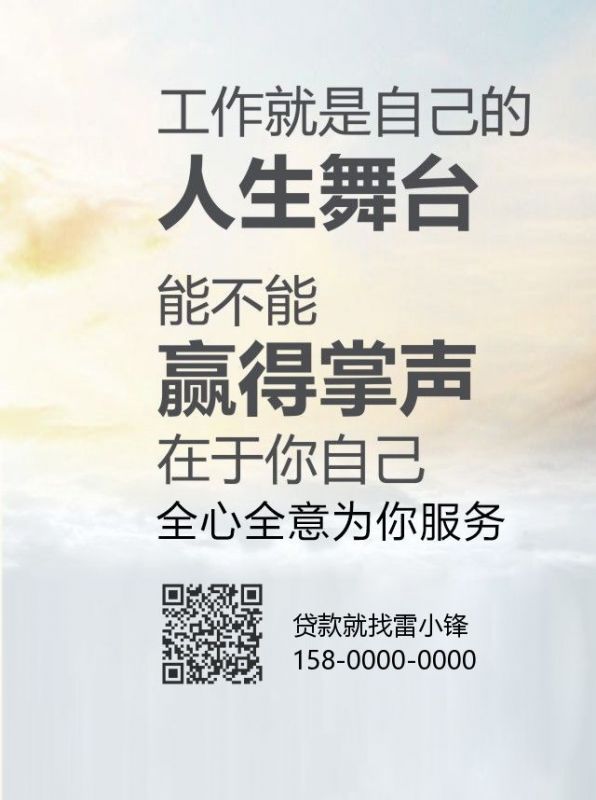 工作就是自己的
人生舞台
能不能
赢得掌声
在于你自己
全心全意为你服务
贷款就找雷小锋
158-0000-0000